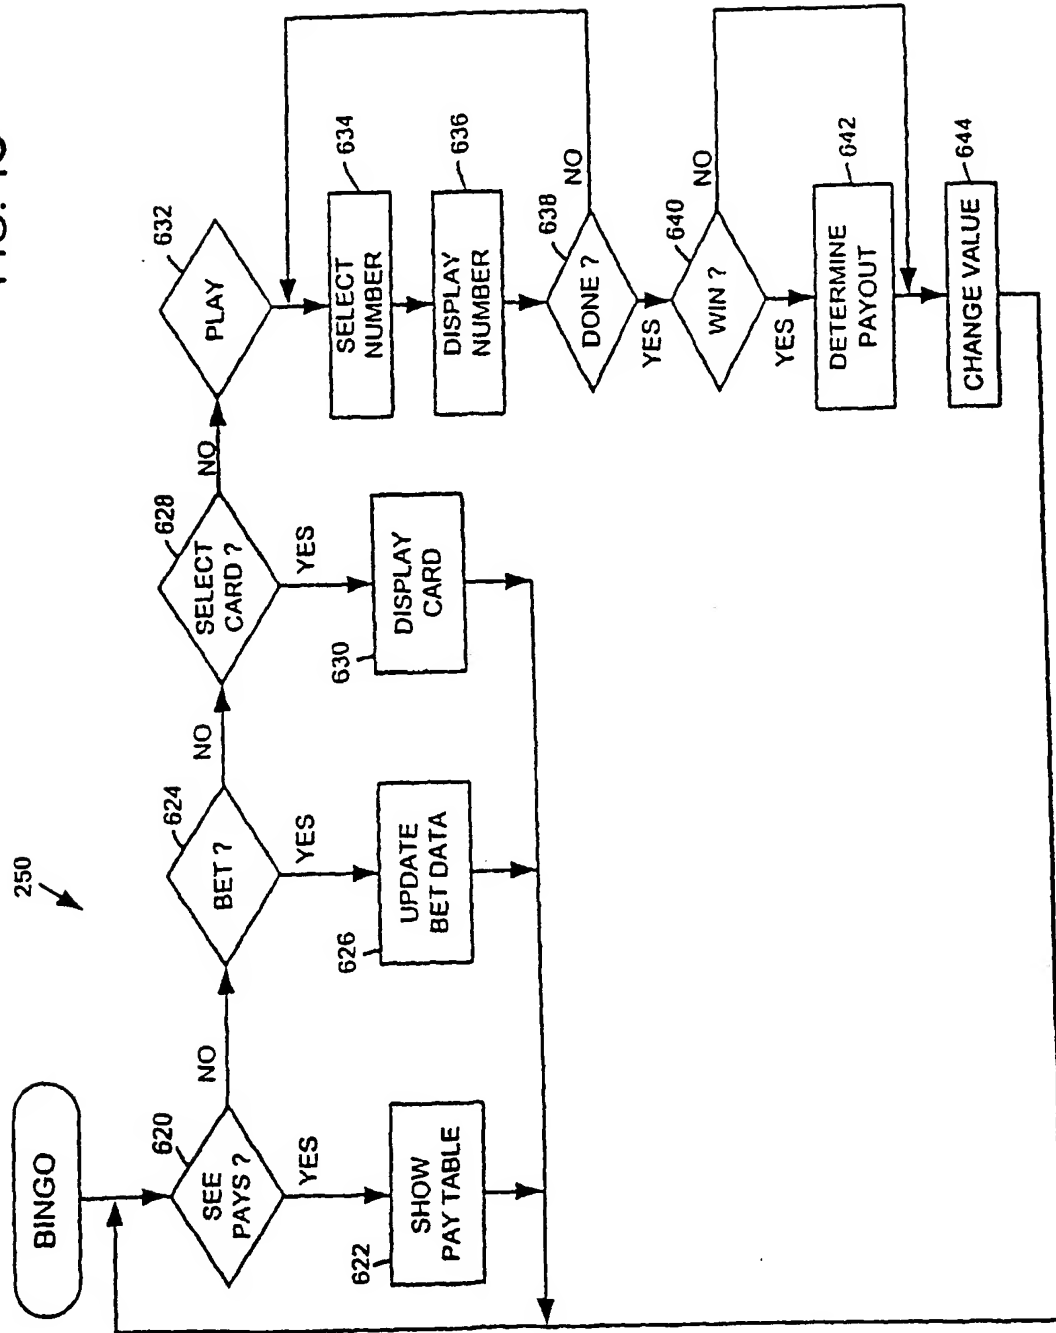 250
BINGO
620
SEE
PAYS ?
NO
YES
622
SHOW
PAY TABLE
624
BET ?
NO
YES
626
UPDATE
BET DATA
628
SELECT
CARD ?
NO
YES
630
DISPLAY
CARD
632
PLAY
634
SELECT
NUMBER
636
DISPLAY
NUMBER
638
DONE ?
NO
YES
640
WIN ?
NO
YES
642
DETERMINE
PAYOUT
644
CHANGE VALUE